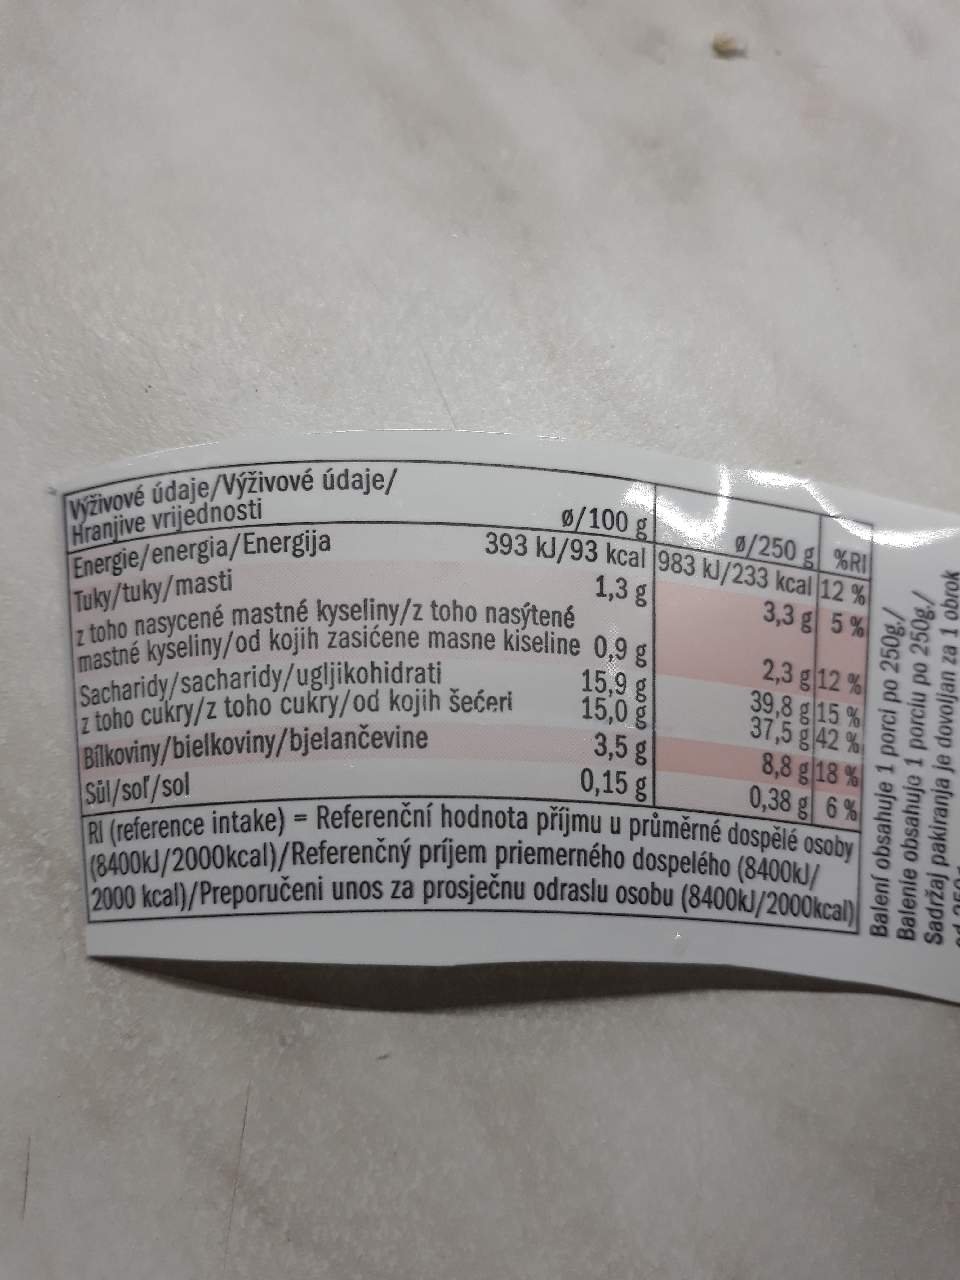 Výživové údaje/Výživové údaje/
Hranjive vrijednosti ø/100 g ø/250 g %RI
Energie/energia/Energija 393 kJ/93 kcal 983 kJ/233 kcal 12 %
Tuky/tuky/masti 1,3 g 3,3 g 5 %
z toho nasycené mastné kyseliny/z toho nasýtené
mastné kyseliny/od kojih zasićene masne kiseline 0,9 g 2,3 g 12 %
Sacharidy/sacharidy/ugljikohidrati 15,9 g 39,8 g 15 %
z toho cukry/z toho cukry/od kojih šećeri 15,0 g 37,5 g 42 %
Bílkoviny/bielkoviny/bjelančevine 3,5 g 8,8 g 18 %
Sůl/soľ/sol 0,15 g 0,38 g 6 %
RI (reference intake) = Referenční hodnota příjmu u průměrné dospělé osoby
(8400kJ/2000kcal)/Referenčný príjem priemerného dospelého (8400kJ/
2000 kcal)/Preporučeni unos za prosječnu odraslu osobu (8400kJ/2000kcal)
Balení obsahuje 1 porci po 250g./
Balenie obsahuje 1 porciu po 250g./
Sadržaj pakiranja je dovoljan za 1 obrok